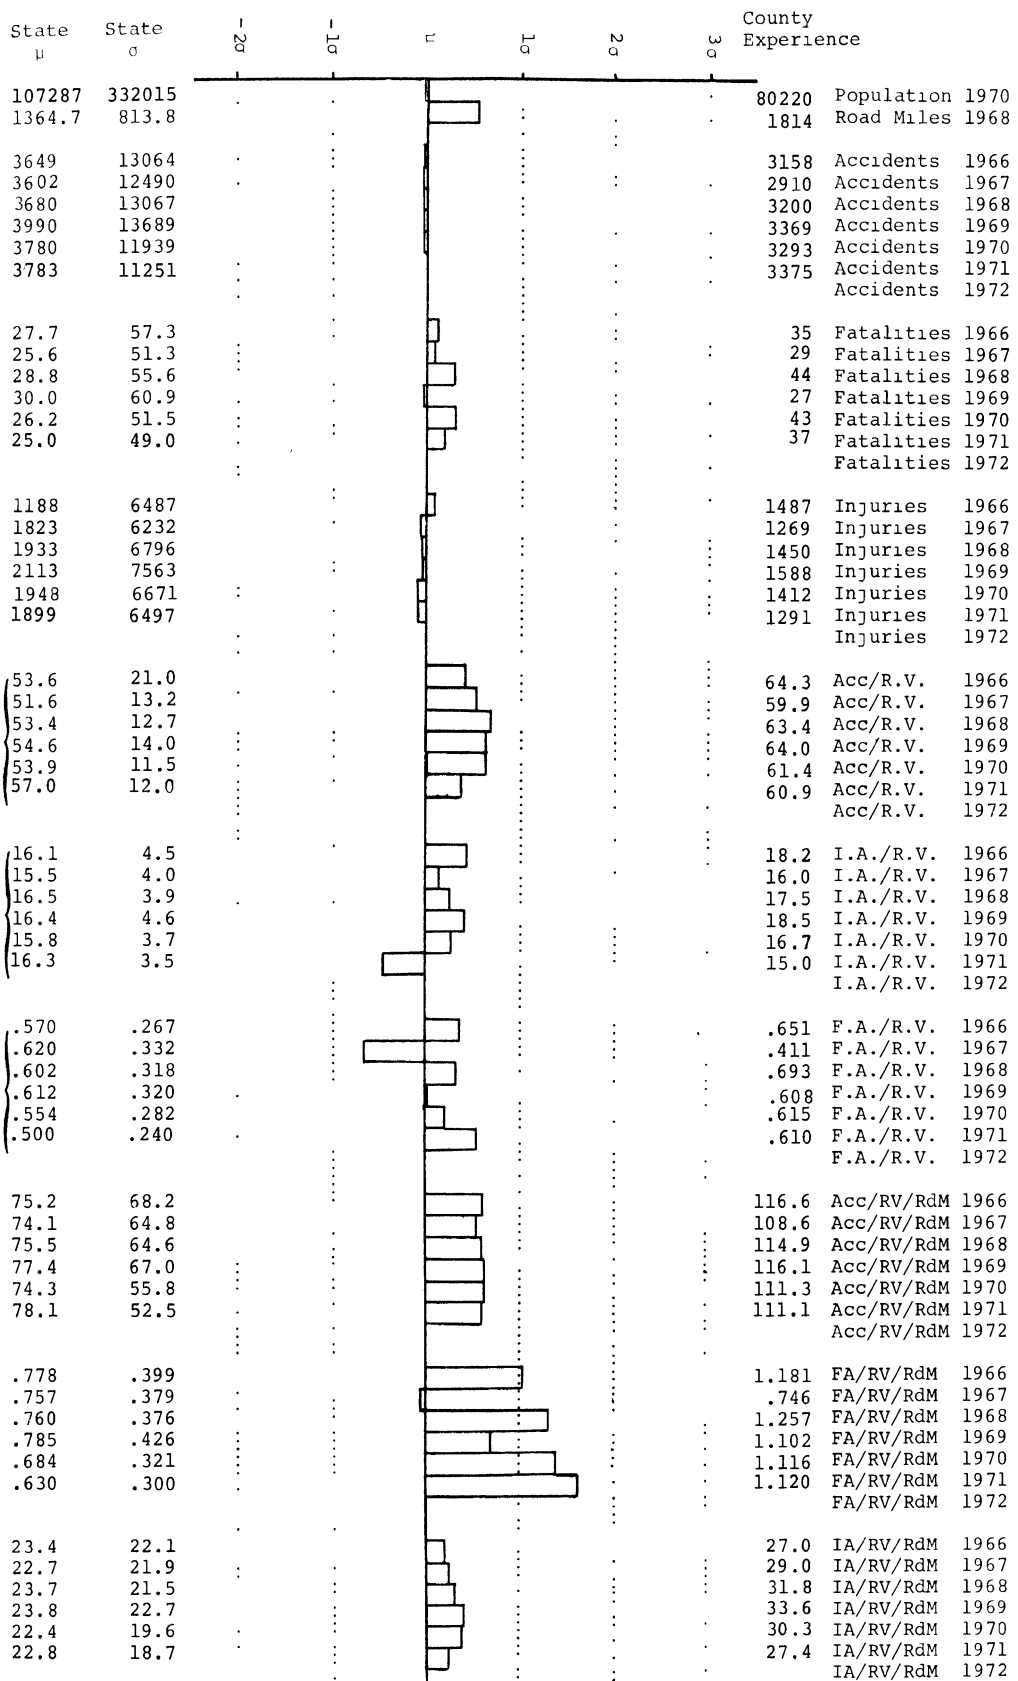 State State -2σ -1σ μ 1σ 2σ 3σ County
μ σ Experience
107287 332015 80220 Population 1970
1364.7 813.8 1814 Road Miles 1968
3649 13064 3158 Accidents 1966
3602 12490 2910 Accidents 1967
3680 13067 3200 Accidents 1968
3990 13689 3369 Accidents 1969
3780 11939 3293 Accidents 1970
3783 11251 3375 Accidents 1971
Accidents 1972
27.7 57.3 35 Fatalities 1966
25.6 51.3 29 Fatalities 1967
28.8 55.6 44 Fatalities 1968
30.0 60.9 27 Fatalities 1969
26.2 51.5 43 Fatalities 1970
25.0 49.0 37 Fatalities 1971
Fatalities 1972
1188 6487 1487 Injuries 1966
1823 6232 1269 Injuries 1967
1933 6796 1450 Injuries 1968
2113 7563 1588 Injuries 1969
1948 6671 1412 Injuries 1970
1899 6497 1291 Injuries 1971
Injuries 1972
53.6 21.0 64.3 Acc/R.V. 1966
51.6 13.2 59.9 Acc/R.V. 1967
53.4 12.7 63.4 Acc/R.V. 1968
54.6 14.0 64.0 Acc/R.V. 1969
53.9 11.5 61.4 Acc/R.V. 1970
57.0 12.0 60.9 Acc/R.V. 1971
Acc/R.V. 1972
16.1 4.5 18.2 I.A./R.V. 1966
15.5 4.0 16.0 I.A./R.V. 1967
16.5 3.9 17.5 I.A./R.V. 1968
16.4 4.6 18.5 I.A./R.V. 1969
15.8 3.7 16.7 I.A./R.V. 1970
16.3 3.5 15.0 I.A./R.V. 1971
I.A./R.V. 1972
.570 .267 .651 F.A./R.V. 1966
.620 .332 .411 F.A./R.V. 1967
.602 .318 .693 F.A./R.V. 1968
.612 .320 .608 F.A./R.V. 1969
.554 .282 .615 F.A./R.V. 1970
.500 .240 .610 F.A./R.V. 1971
F.A./R.V. 1972
75.2 68.2 116.6 Acc/RV/RdM 1966
74.1 64.8 108.6 Acc/RV/RdM 1967
75.5 64.6 114.9 Acc/RV/RdM 1968
77.4 67.0 116.1 Acc/RV/RdM 1969
74.3 55.8 111.3 Acc/RV/RdM 1970
78.1 52.5 111.1 Acc/RV/RdM 1971
Acc/RV/RdM 1972
.778 .399 1.181 FA/RV/RdM 1966
.757 .379 .746 FA/RV/RdM 1967
.760 .376 1.257 FA/RV/RdM 1968
.785 .426 1.102 FA/RV/RdM 1969
.684 .321 1.116 FA/RV/RdM 1970
.630 .300 1.120 FA/RV/RdM 1971
FA/RV/RdM 1972
23.4 22.1 27.0 IA/RV/RdM 1966
22.7 21.9 29.0 IA/RV/RdM 1967
23.7 21.5 31.8 IA/RV/RdM 1968
23.8 22.7 33.6 IA/RV/RdM 1969
22.4 19.6 30.3 IA/RV/RdM 1970
22.8 18.7 27.4 IA/RV/RdM 1971
IA/RV/RdM 1972